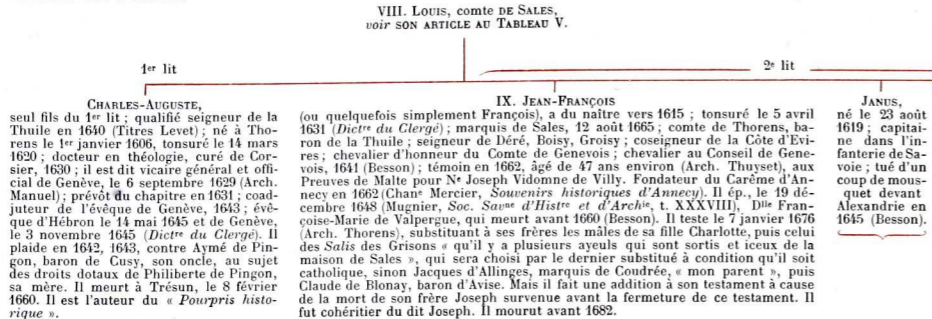 VIII. Louis, comte de Sales,
voir son article au Tableau V.
1er lit
2e lit
Charles-Auguste,
seul fils du 1er lit ; qualifié seigneur de la
Thuile en 1640 (Titres Levet) ; né à Tho-
rens le 1er janvier 1606, tonsuré le 14 mars
1620 ; docteur en théologie, curé de Cor-
sier, 1630 ; il est dit vicaire général et offi-
cial de Genève, le 6 septembre 1629 (Arch.
Manuel) ; prévôt du chapitre en 1631 ; coad-
juteur de l'évêque de Genève, 1643 ; évê-
que d'Hébron le 14 mai 1645 et de Genève,
le 3 novembre 1645 (Dictre du Clergé). Il
plaide en 1642, 1643, contre Aymé de Pin-
gon, baron de Cusy, son oncle, au sujet
des droits dotaux de Philiberte de Pingon,
sa mère. Il meurt à Trésun, le 8 février
1660. Il est l'auteur du « Pourpris histo-
rique ».
IX. Jean-François
(ou quelquefois simplement François), a du naître vers 1615 ; tonsuré le 5 avril
1631 (Dictre du Clergé) ; marquis de Sales, 12 août 1665 ; comte de Thorens, ba-
ron de la Thuile ; seigneur de Déré, Boisy, Groisy ; coseigneur de la Côte d'Evi-
res ; chevalier d'honneur du Comte de Genevois ; chevalier au Conseil de Gene-
vois, 1641 (Besson) ; témoin en 1662, âgé de 47 ans environ (Arch. Thuyset), aux
Preuves de Malte pour Ne Joseph Vidomne de Villy. Fondateur du Carême d'An-
necy en 1662 (Chane Mercier, Souvenirs historiques d'Annecy). Il ép., le 19 dé-
cembre 1648 (Mugnier, Soc. Savne d'Histre et d'Archie, t. XXXVIII), Dlle Fran-
coise-Marie de Valpergue, qui meurt avant 1660 (Besson). Il teste le 7 janvier 1676
(Arch. Thorens), substituant à ses frères les mâles de sa fille Charlotte, puis celui
des Salis des Grisons « qu'il y a plusieurs ayeuls qui sont sortis et iceux de la
maison de Sales », qui sera choisi par le dernier substitué à condition qu'il soit
catholique, sinon Jacques d'Allinges, marquis de Coudrée, « mon parent », puis
Claude de Blonay, baron d'Avise. Mais il fait une addition à son testament à cause
de la mort de son frère Joseph survenue avant la fermeture de ce testament. Il
fut cohéritier du dit Joseph. Il mourut avant 1682.
Janus,
né le 23 août
1619 ; capitai-
ne dans l'in-
fanterie de Sa-
voie ; tué d'un
coup de mous-
quet devant
Alexandrie en
1645 (Besson).